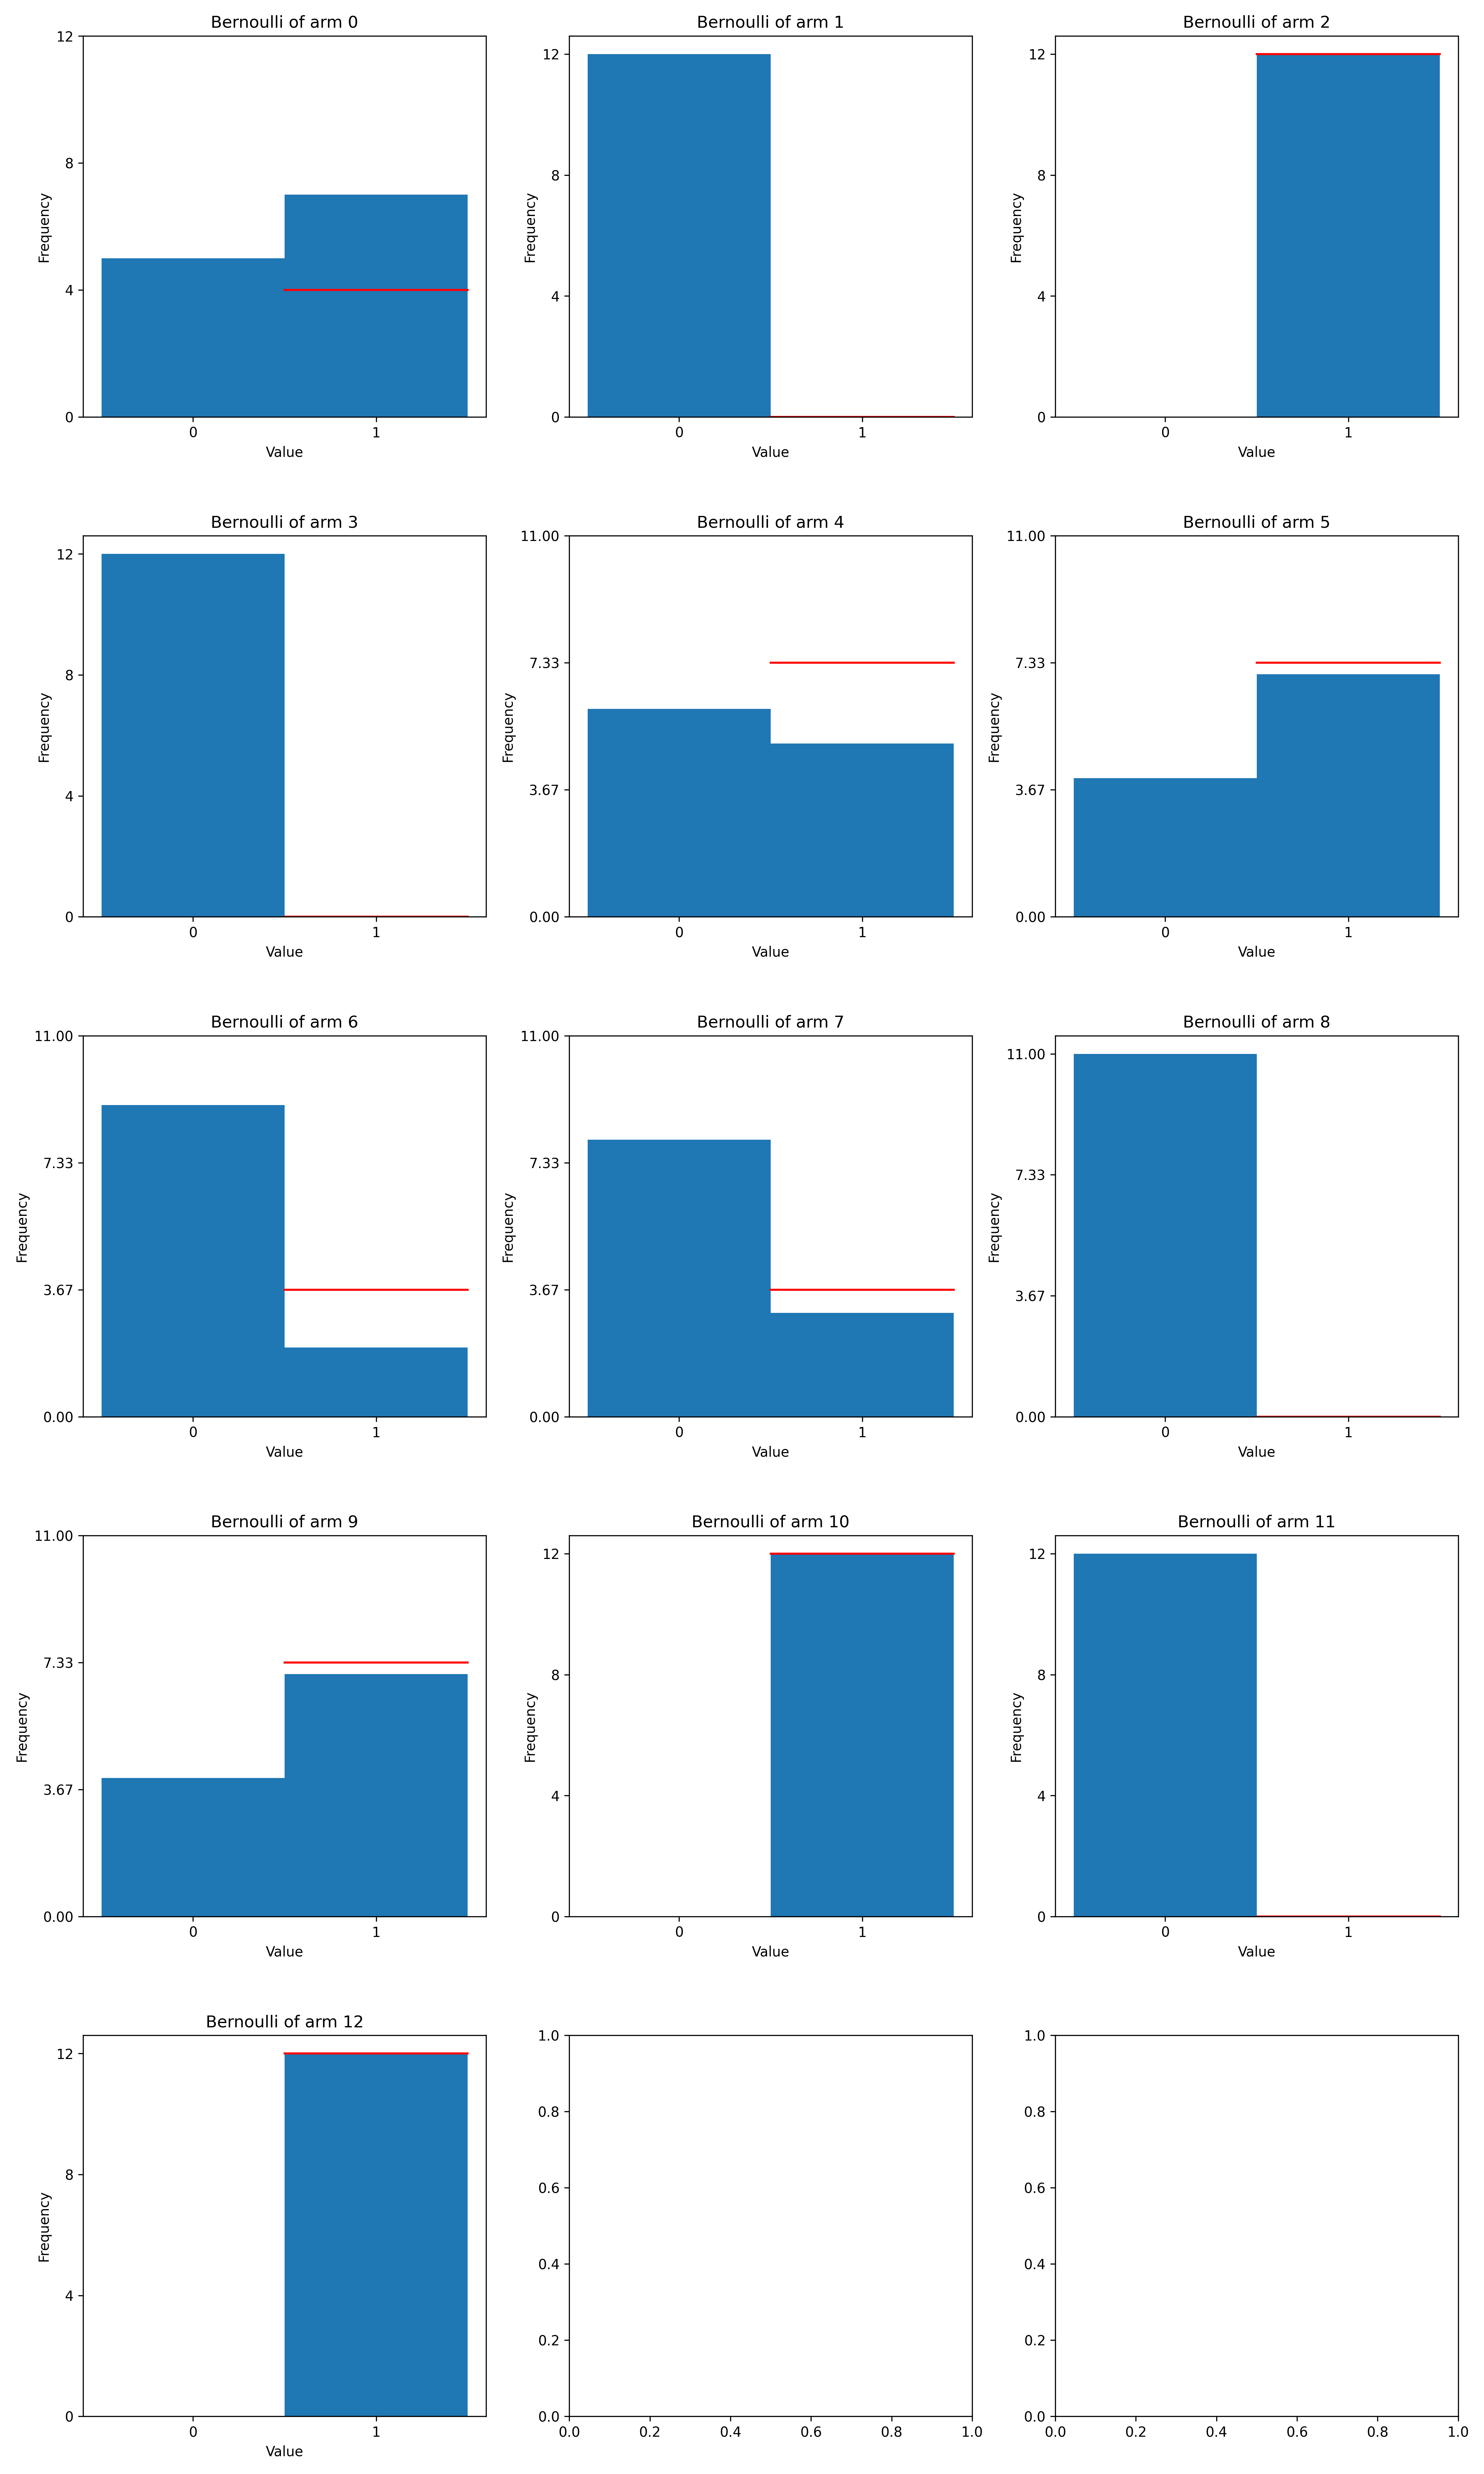 Bernoulli of arm 0
12
8
4
0
Frequency
0 1
Value
Bernoulli of arm 1
12
8
4
0
Frequency
0 1
Value
Bernoulli of arm 2
12
8
4
0
Frequency
0 1
Value
Bernoulli of arm 3
12
8
4
0
Frequency
0 1
Value
Bernoulli of arm 4
11.00
7.33
3.67
0.00
Frequency
0 1
Value
Bernoulli of arm 5
11.00
7.33
3.67
0.00
Frequency
0 1
Value
Bernoulli of arm 6
11.00
7.33
3.67
0.00
Frequency
0 1
Value
Bernoulli of arm 7
11.00
7.33
3.67
0.00
Frequency
0 1
Value
Bernoulli of arm 8
11.00
7.33
3.67
0.00
Frequency
0 1
Value
Bernoulli of arm 9
11.00
7.33
3.67
0.00
Frequency
0 1
Value
Bernoulli of arm 10
12
8
4
0
Frequency
0 1
Value
Bernoulli of arm 11
12
8
4
0
Frequency
0 1
Value
Bernoulli of arm 12
12
8
4
0
Frequency
0 1
Value
1.0
0.8
0.6
0.4
0.2
0.0
0.0 0.2 0.4 0.6 0.8 1.0
1.0
0.8
0.6
0.4
0.2
0.0
0.0 0.2 0.4 0.6 0.8 1.0